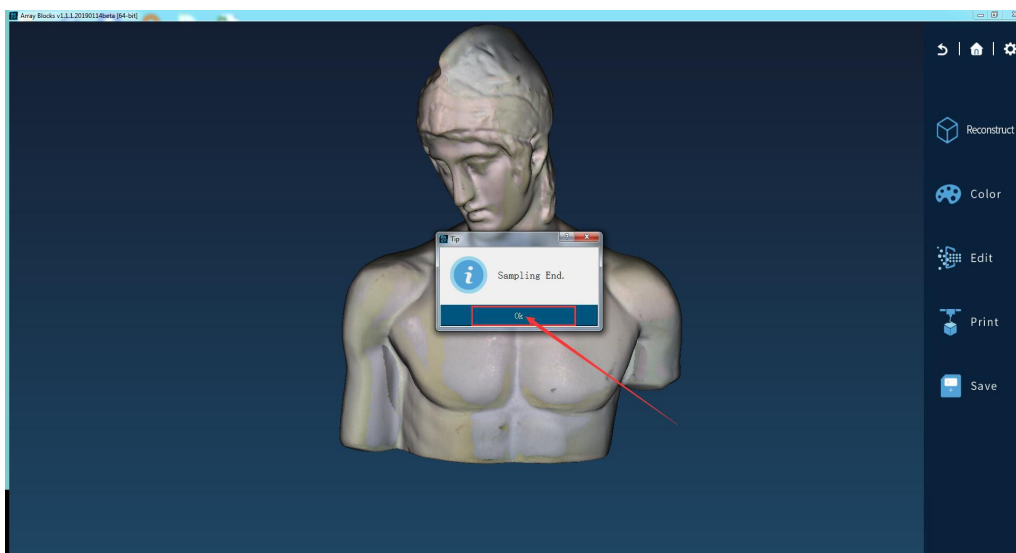 Array Blocks v1.1.1.20190114beta [64-bit]
Reconstruct
Color
Tip
Sampling End.
Edit
Ok
Print
Save